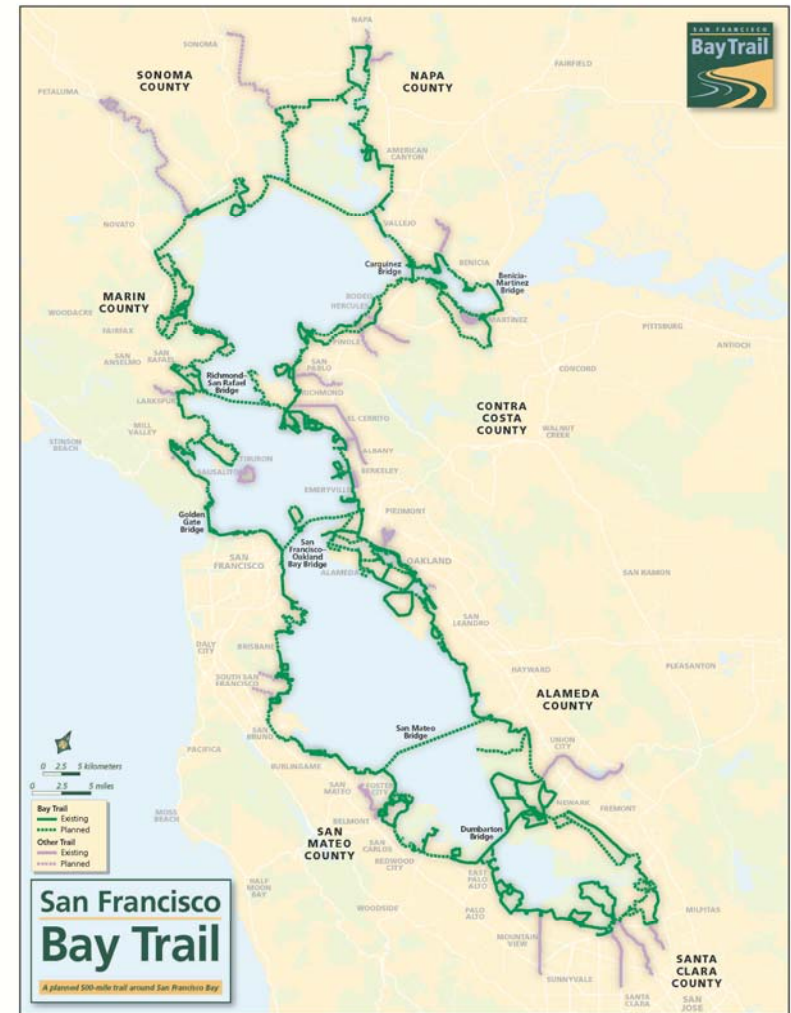 NAPA
SAN FRANCISCO
Bay Trail
SONOMA
FAIRFIELD
SONOMA
COUNTY
NAPA
COUNTY
PETALUMA
AMERICAN
CANYON
NOVATO
VALLEJO
Carquinez
Bridge
BENICIA
Benicia-
Martinez
Bridge
MARIN
COUNTY
RODEO
HERCULES
MARTINEZ
WOODACRE
FAIRFAX
PINOLE
PITTSBURG
ANTIOCH
SAN
ANSELMO
SAN
RAFAEL
SAN
PABLO
CONCORD
Richmond–
San Rafael
Bridge
RICHMOND
LARKSPUR
CONTRA
COSTA
COUNTY
EL CERRITO
MILL
VALLEY
WALNUT
CREEK
STINSON
BEACH
TIBURON
ALBANY
SAUSALITO
BERKELEY
EMERYVILLE
Golden
Gate
Bridge
PIEDMONT
San
Francisco–
Oakland
Bay Bridge
SAN
FRANCISCO
OAKLAND
ALAMEDA
SAN RAMON
SAN
LEANDRO
DALY
CITY
BRISBANE
HAYWARD
PLEASANTON
SOUTH SAN
FRANCISCO
ALAMEDA
COUNTY
SAN
BRUNO
San Mateo
Bridge
UNION
CITY
PACIFICA
BURLINGAME
0 2.5 5 kilometers
0 2.5 5 miles
SAN
MATEO
FOSTER
CITY
NEWARK
FREMONT
Bay Trail
Existing
Planned
Other Trail
Existing
Planned
MOSS
BEACH
BELMONT
SAN
MATEO
COUNTY
SAN
CARLOS
Dumbarton
Bridge
REDWOOD
CITY
EAST
PALO
ALTO
HALF
MOON
BAY
San Francisco
Bay Trail
A planned 500-mile trail around San Francisco Bay
WOODSIDE
PALO
ALTO
MILPITAS
MOUNTAIN
VIEW
SANTA
CLARA
COUNTY
SUNNYVALE
SANTA
CLARA
SAN
JOSE